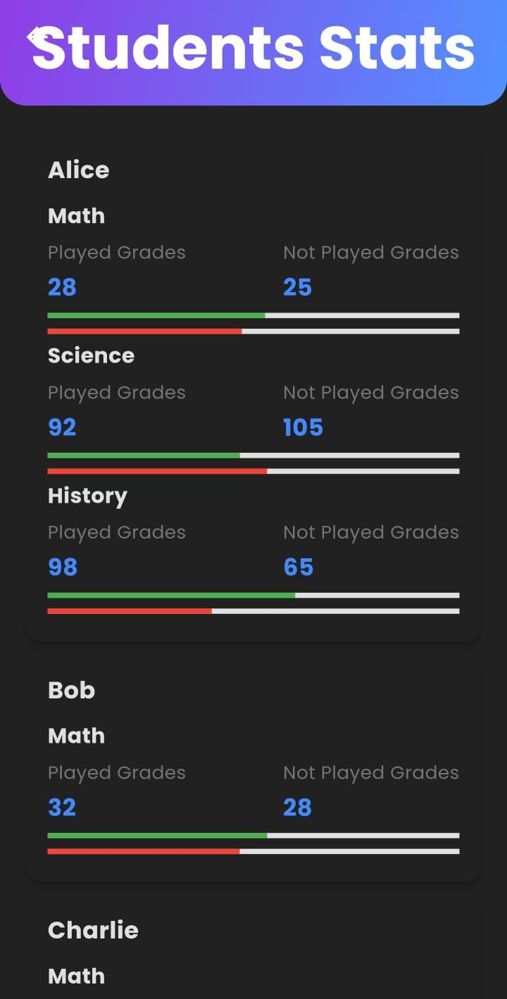 Students Stats
Alice
Math
Played Grades Not Played Grades
28 25
Science
Played Grades Not Played Grades
92 105
History
Played Grades Not Played Grades
98 65
Bob
Math
Played Grades Not Played Grades
32 28
Charlie
Math